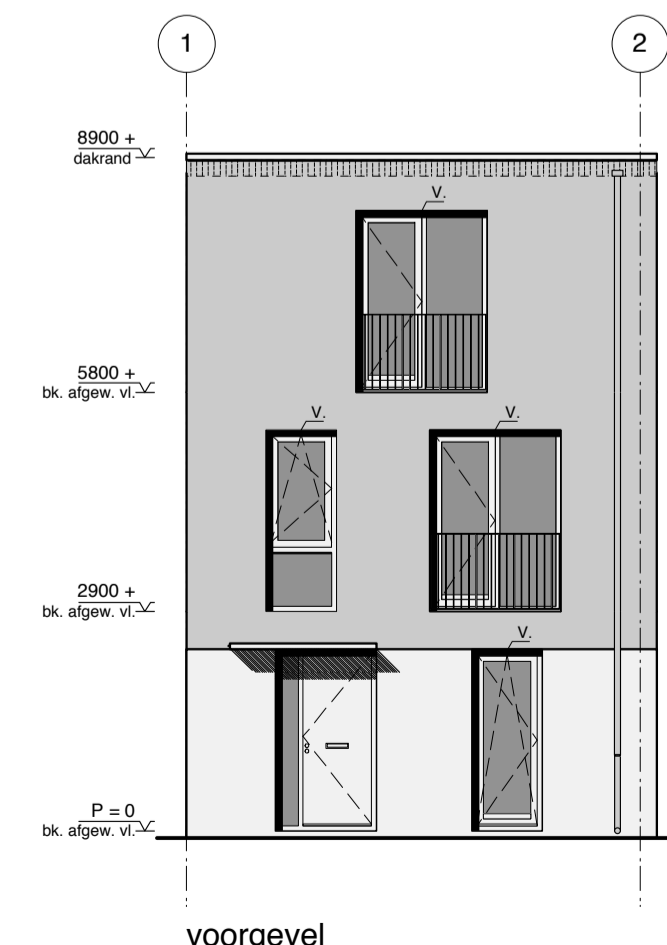 1
2
8900 +
dakrand
V.
5800 +
bk. afgew. vl.
V.
V.
2900 +
bk. afgew. vl.
V.
P = 0
bk. afgew. vl.
voorgevel